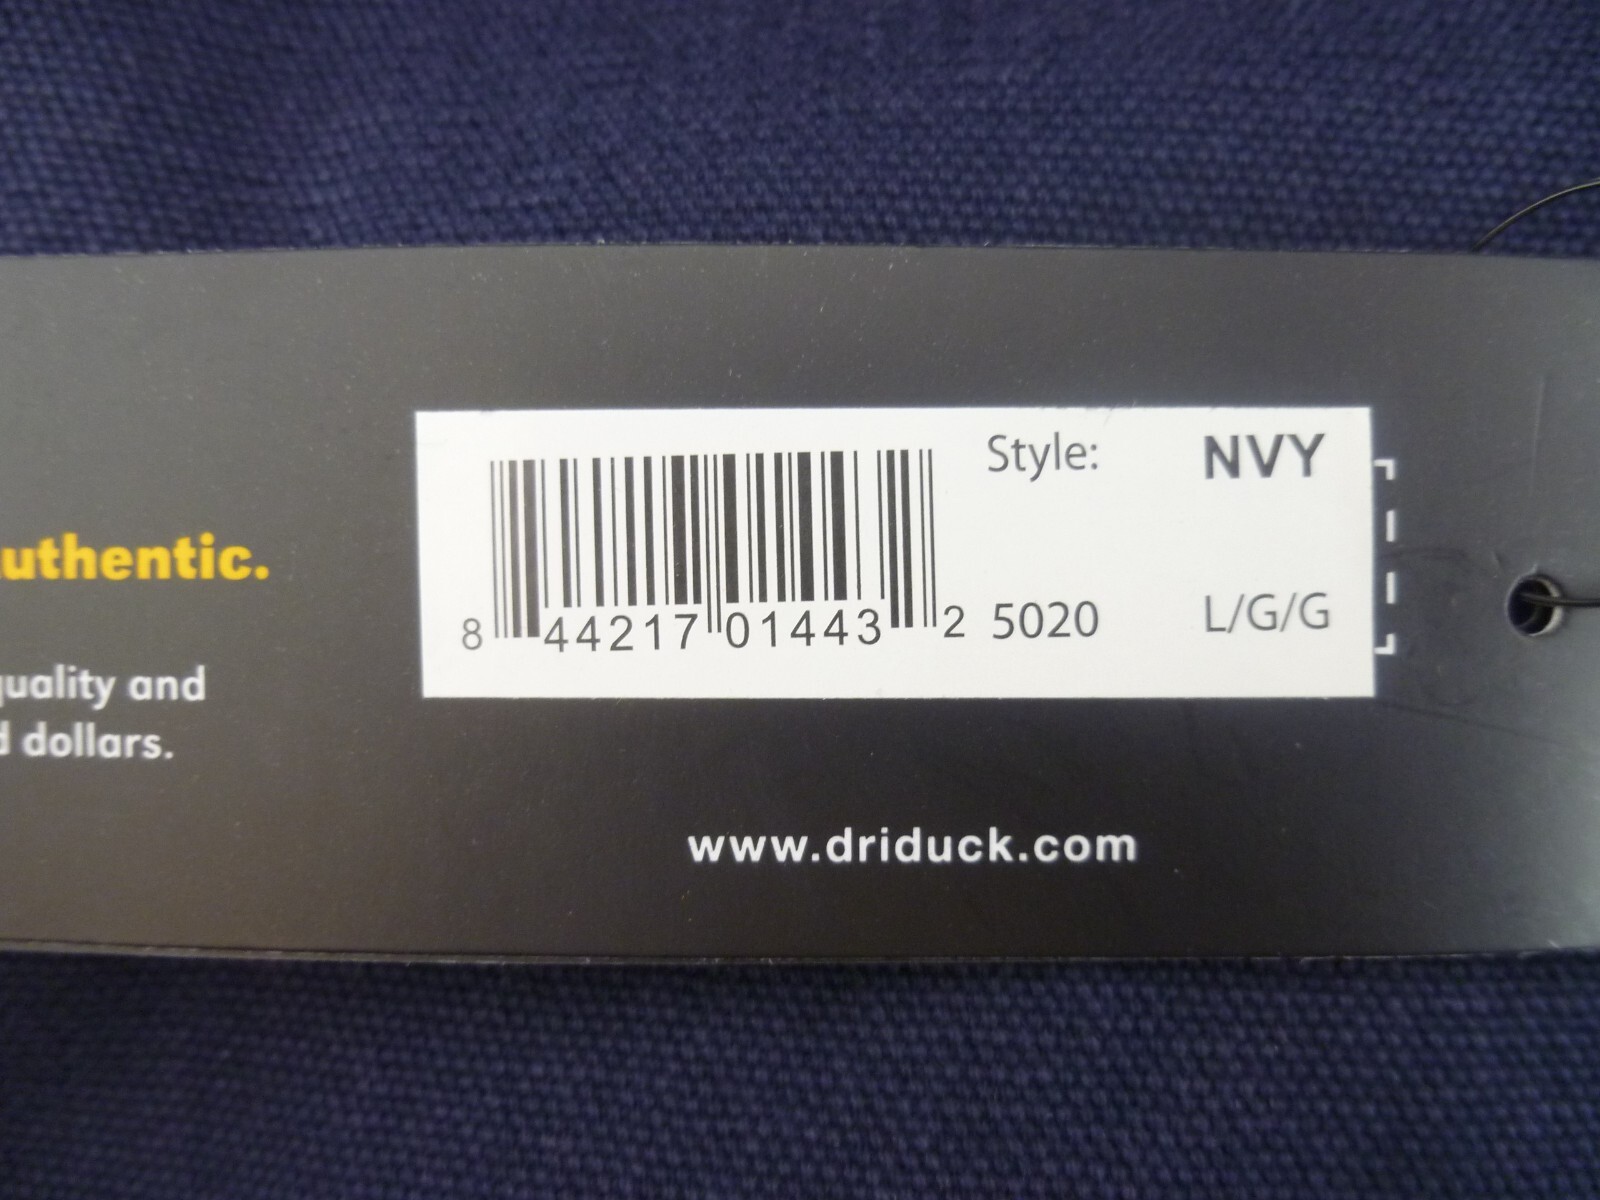 uthentic.
quality and
dollars.
Style: NVY
8 44217 01443 2 5020 L/G/G
www.driduck.com